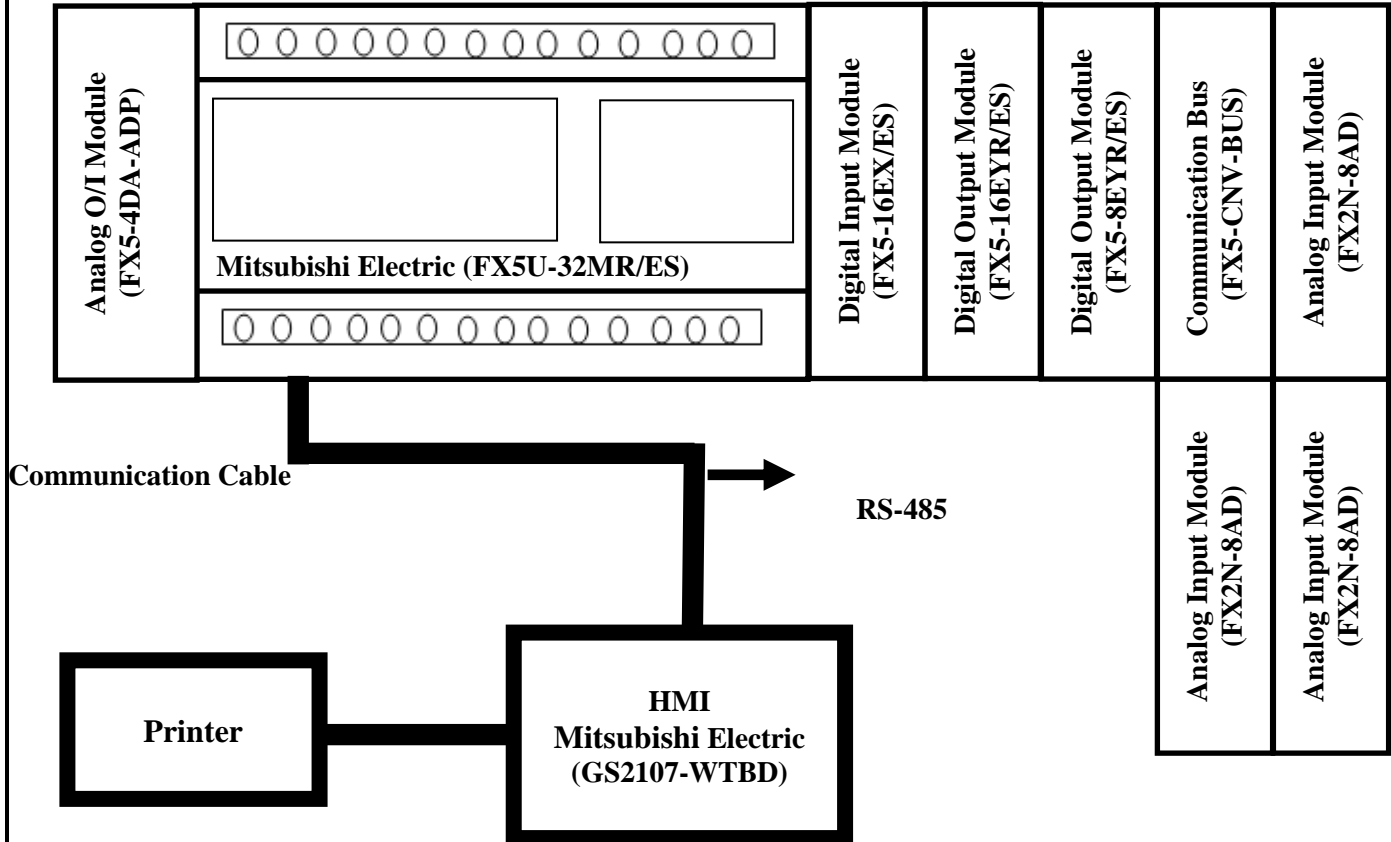 Analog O/I Module
(FX5-4DA-ADP)
Mitsubishi Electric (FX5U-32MR/ES)
Digital Input Module
(FX5-16EX/ES)
Digital Output Module
(FX5-16EYR/ES)
Digital Output Module
(FX5-8EYR/ES)
Communication Bus
(FX5-CNV-BUS)
Analog Input Module
(FX2N-8AD)
Communication Cable
RS-485
Analog Input Module
(FX2N-8AD)
Analog Input Module
(FX2N-8AD)
Printer
HMI
Mitsubishi Electric
(GS2107-WTBD)